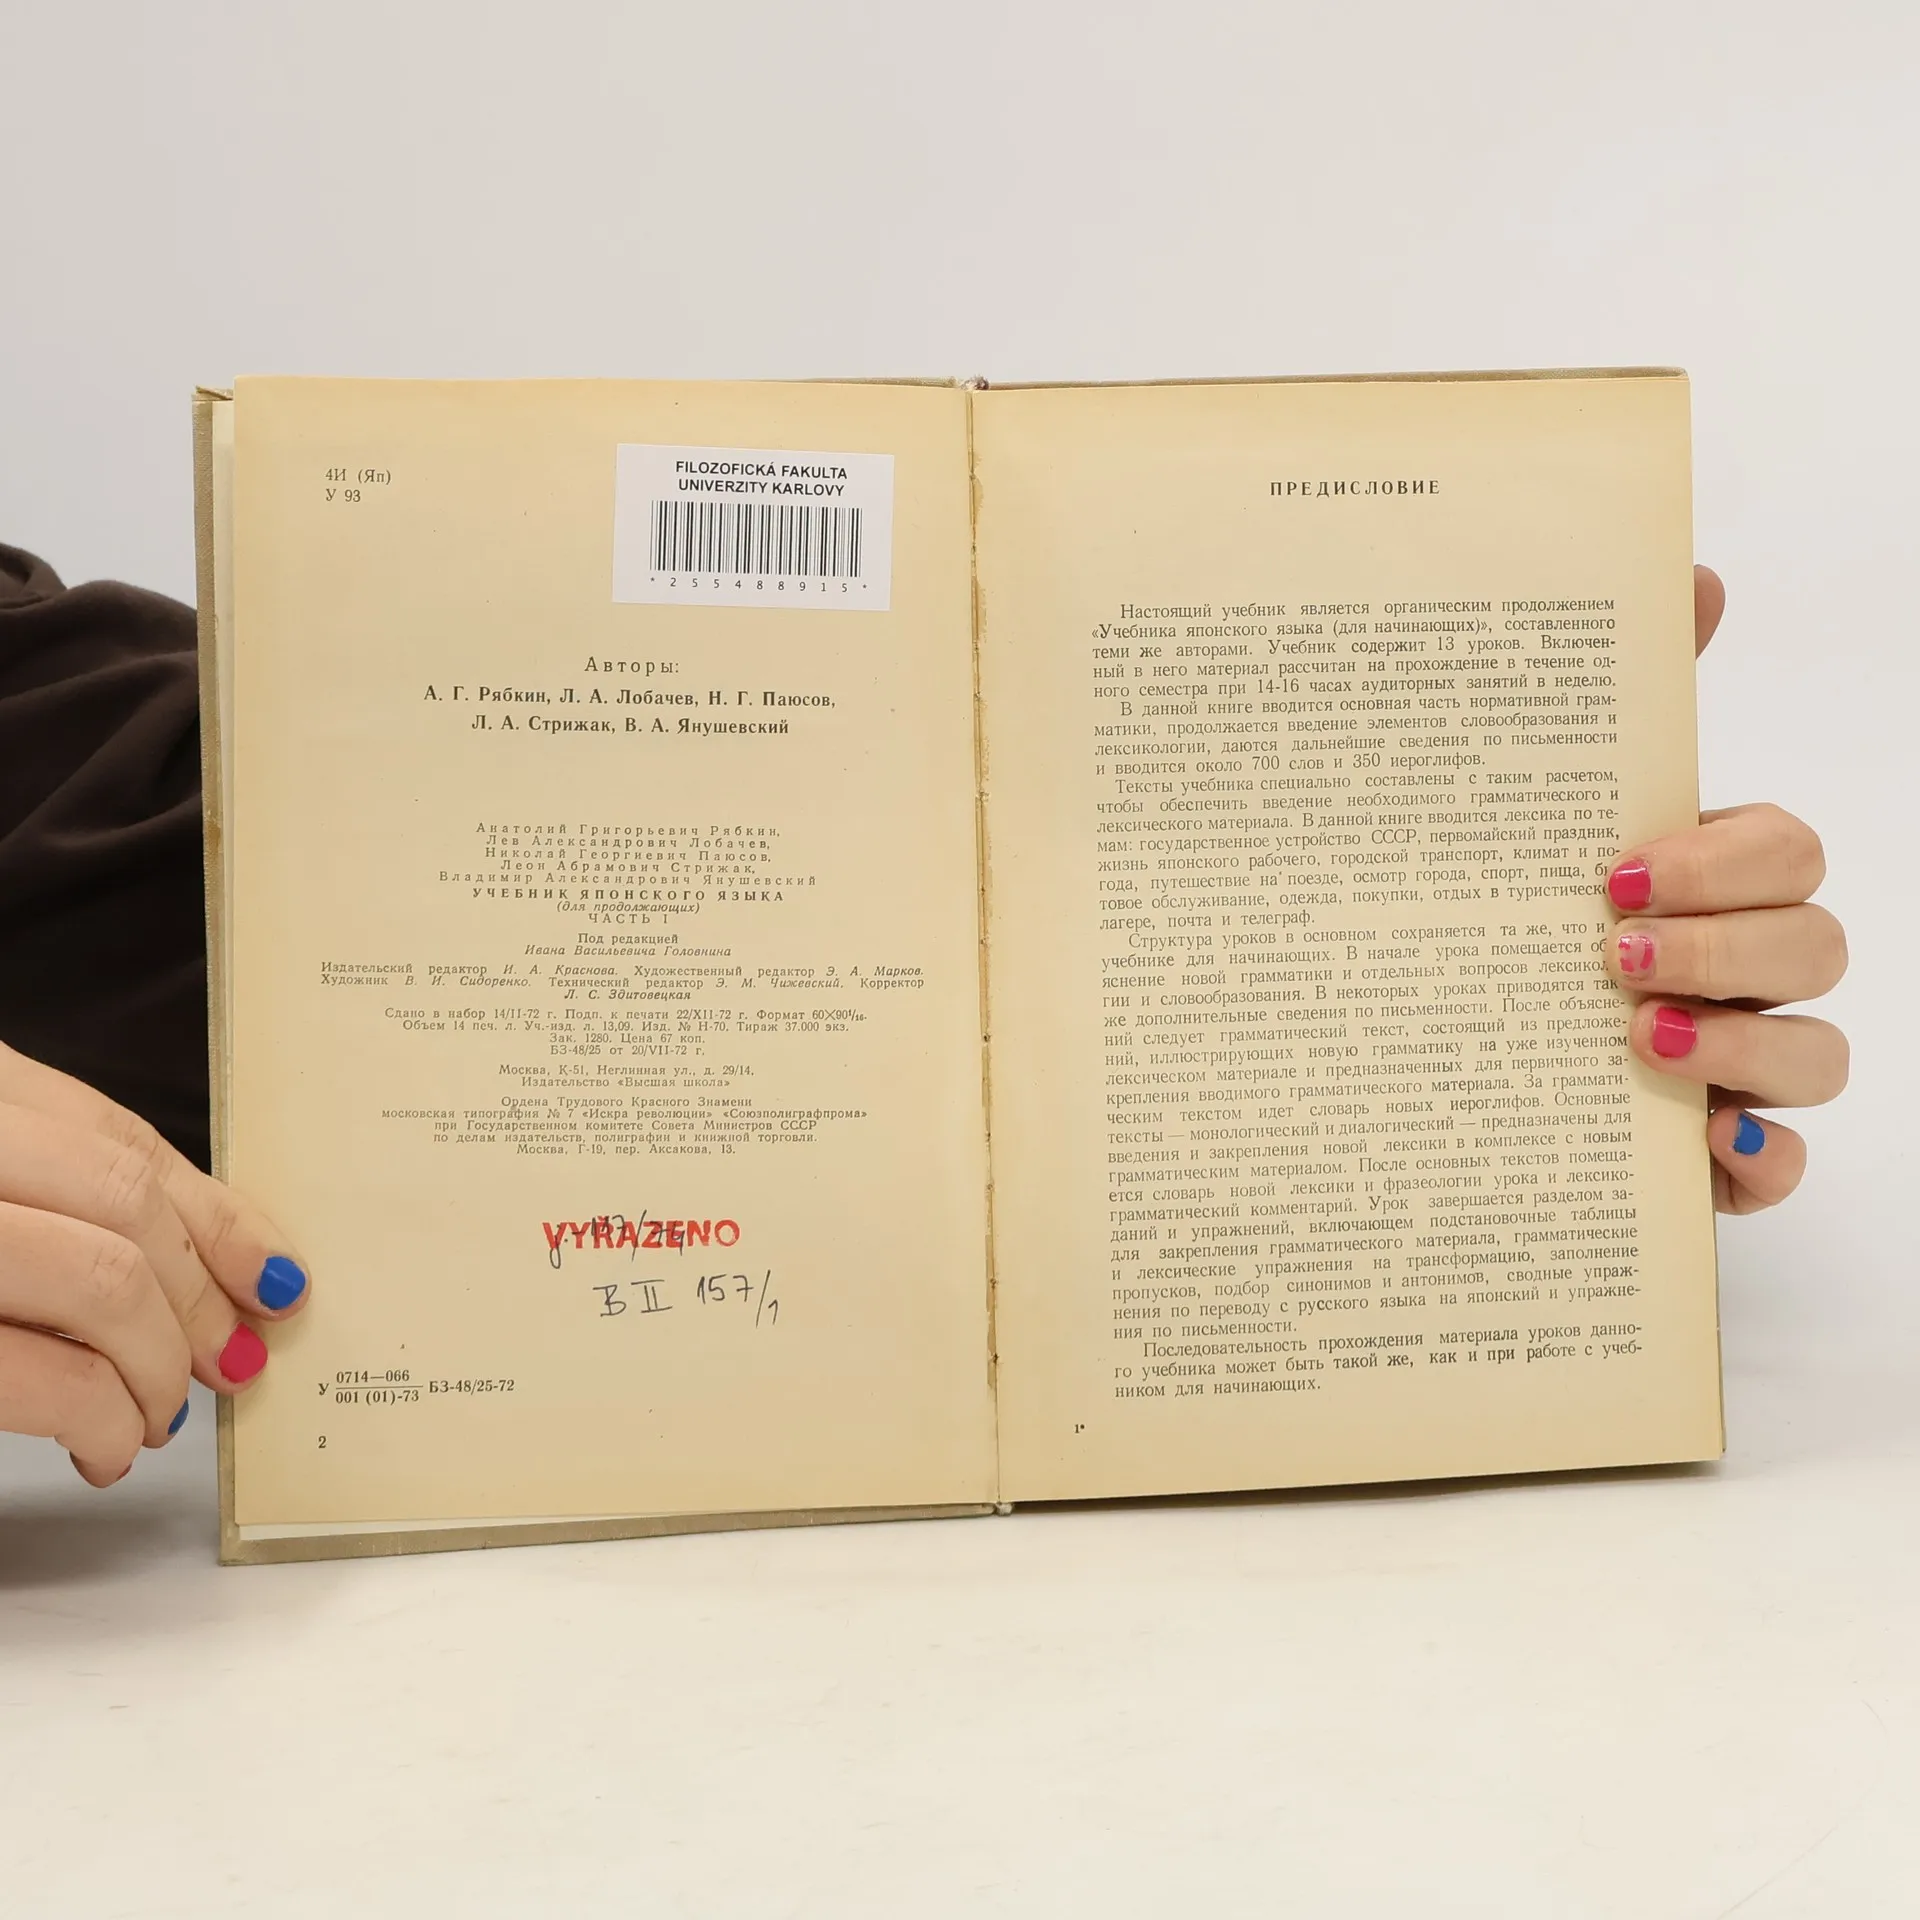 4И (Яп)
У 93
FILOZOFICKÁ FAKULTA
UNIVERZITY KARLOVY
* 2 5 5 4 8 8 9 1 5 *
Авторы:
А. Г. Рябкин, Л. А. Лобачев, Н. Г. Паюсов,
Л. А. Стрижак, В. А. Янушевский
Анатолий Григорьевич Рябкин,
Лев Александрович Лобачев,
Николай Георгиевич Паюсов,
Леон Абрамович Стрижак,
Владимир Александрович Янушевский
УЧЕБНИК ЯПОНСКОГО ЯЗЫКА
(для продолжающих)
ЧАСТЬ I
Под редакцией
Ивана Васильевича Головнина
Издательский редактор И. А. Краснова. Художественный редактор Э. А. Марков.
Художник В. И. Сидоренко. Технический редактор Э. М. Чижевский. Корректор
Л. С. Здитовецкая
Сдано в набор 14/II-72 г. Подп. к печати 22/XII-72 г. Формат 60×90¹/₁₆.
Объем 14 печ. л. Уч.-изд. л. 13,09. Изд. № Н-70. Тираж 37.000 экз.
Зак. 1280. Цена 67 коп.
БЗ-48/25 от 20/VII-72 г.
Москва, К-51, Неглинная ул., д. 29/14,
Издательство «Высшая школа»
Ордена Трудового Красного Знамени
московская типография № 7 «Искра революции» «Союзполиграфпрома»
при Государственном комитете Совета Министров СССР
по делам издательств, полиграфии и книжной торговли.
Москва, Г-19, пер. Аксакова, 13.
VYŘAZENO
B II 157/1
У 0714—066
001 (01)-73 БЗ-48/25-72
2
ПРЕДИСЛОВИЕ
Настоящий учебник является органическим продолжением
«Учебника японского языка (для начинающих)», составленного
теми же авторами. Учебник содержит 13 уроков. Включен-
ный в него материал рассчитан на прохождение в течение од-
ного семестра при 14-16 часах аудиторных занятий в неделю.
В данной книге вводится основная часть нормативной грам-
матики, продолжается введение элементов словообразования и
лексикологии, даются дальнейшие сведения по письменности
и вводится около 700 слов и 350 иероглифов.
Тексты учебника специально составлены с таким расчетом,
чтобы обеспечить введение необходимого грамматического и
лексического материала. В данной книге вводится лексика по те-
мам: государственное устройство СССР, первомайский праздник,
жизнь японского рабочего, городской транспорт, климат и по-
года, путешествие на поезде, осмотр города, спорт, пища, б
товое обслуживание, одежда, покупки, отдых в туристическо
лагере, почта и телеграф.
Структура уроков в основном сохраняется та же, что и
учебнике для начинающих. В начале урока помещается об
яснение новой грамматики и отдельных вопросов лексикол
гии и словообразования. В некоторых уроках приводятся так
же дополнительные сведения по письменности. После объясне-
ний следует грамматический текст, состоящий из предложе-
ний, иллюстрирующих новую грамматику на уже изученном
лексическом материале и предназначенных для первичного за-
крепления вводимого грамматического материала. За граммати-
ческим текстом идет словарь новых иероглифов. Основные
тексты — монологический и диалогический — предназначены для
введения и закрепления новой лексики в комплексе с новым
грамматическим материалом. После основных текстов помеща-
ется словарь новой лексики и фразеологии урока и лексико-
грамматический комментарий. Урок завершается разделом за-
даний и упражнений, включающем подстановочные таблицы
для закрепления грамматического материала, грамматические
и лексические упражнения на трансформацию, заполнение
пропусков, подбор синонимов и антонимов, сводные упраж-
нения по переводу с русского языка на японский и упражне-
ния по письменности.
Последовательность прохождения материала уроков данно-
го учебника может быть такой же, как и при работе с учеб-
ником для начинающих.
1*